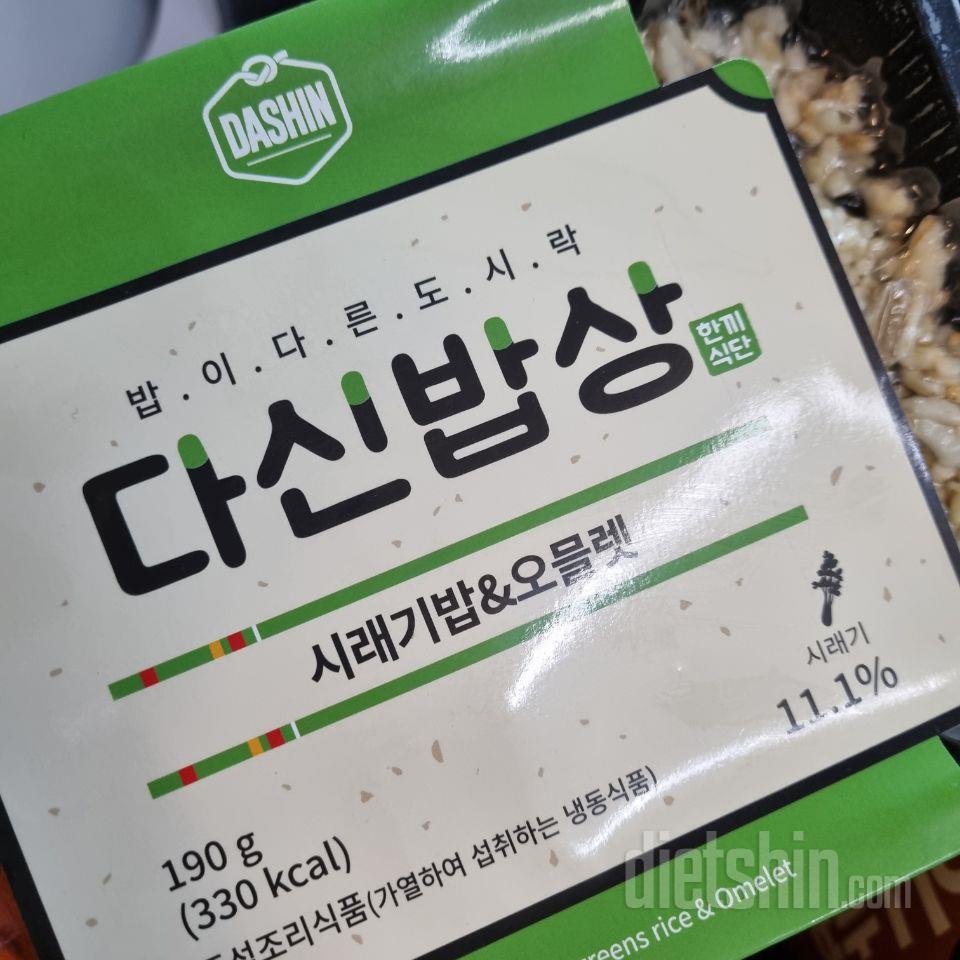 DASHIN
밥.이.다.른.도.시.락
다신밥상
한끼
식단
시래기밥&오믈렛
시래기
11.1%
190 g
(330 kcal)
(가열하여 섭취하는 냉동식품)
rice & Omelet
dietshin.com